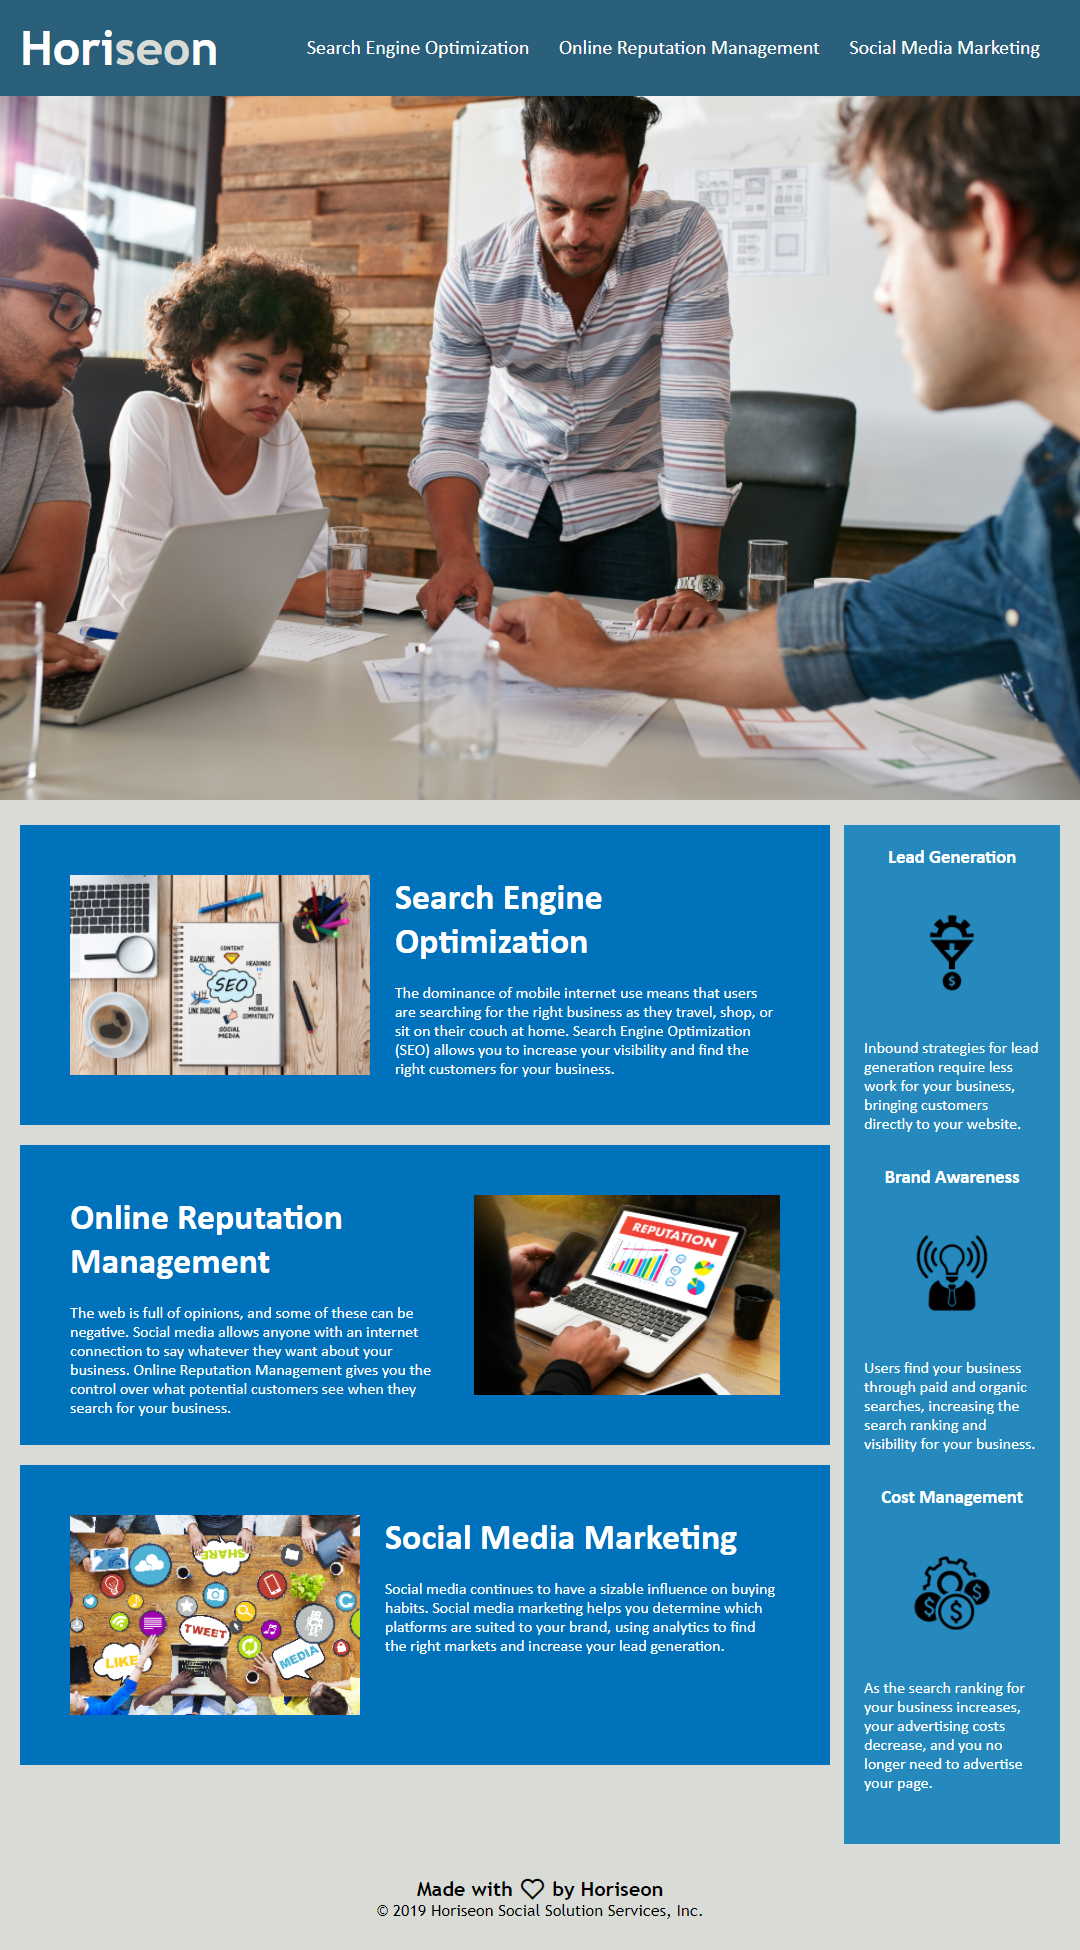 Horiseon
Search Engine Optimization
Online Reputation Management
Social Media Marketing
CONTENT
BACKLINK
HEADINGS
SEO
LINK BUILDING
MOBILE
COMPATIBILITY
SOCIAL
MEDIA
Search Engine
Optimization
The dominance of mobile internet use means that users
are searching for the right business as they travel, shop, or
sit on their couch at home. Search Engine Optimization
(SEO) allows you to increase your visibility and find the
right customers for your business.
Online Reputation
Management
The web is full of opinions, and some of these can be
negative. Social media allows anyone with an internet
connection to say whatever they want about your
business. Online Reputation Management gives you the
control over what potential customers see when they
search for your business.
REPUTATION
SHARE
TWEET
LIKE
MEDIA
Social Media Marketing
Social media continues to have a sizable influence on buying
habits. Social media marketing helps you determine which
platforms are suited to your brand, using analytics to find
the right markets and increase your lead generation.
Lead Generation
$
Inbound strategies for lead
generation require less
work for your business,
bringing customers
directly to your website.
Brand Awareness
Users find your business
through paid and organic
searches, increasing the
search ranking and
visibility for your business.
Cost Management
$
$
$
As the search ranking for
your business increases,
your advertising costs
decrease, and you no
longer need to advertise
your page.
Made with by Horiseon
© 2019 Horiseon Social Solution Services, Inc.